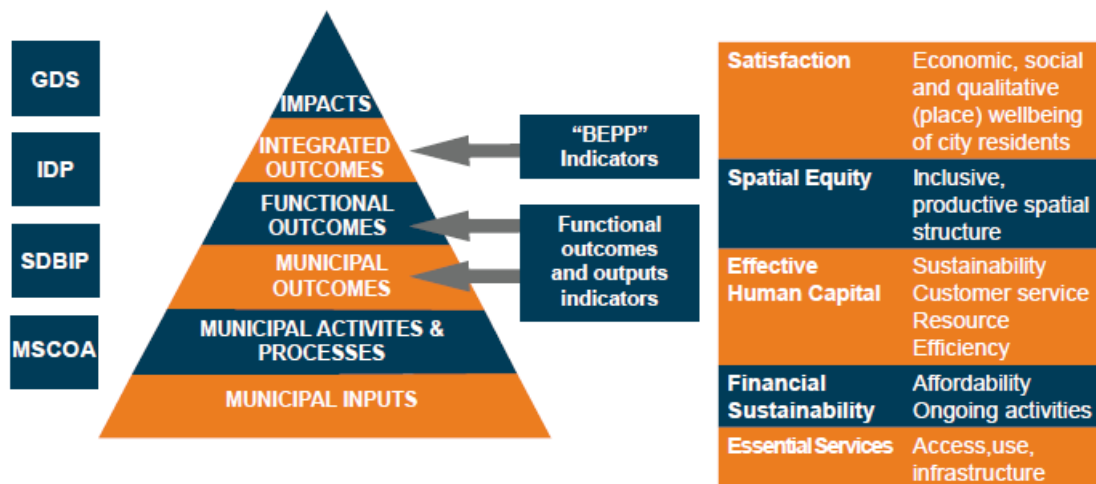 GDS
IDP
SDBIP
MSCOA
IMPACTS
INTEGRATED
OUTCOMES
FUNCTIONAL
OUTCOMES
MUNICIPAL
OUTCOMES
MUNICIPAL ACTIVITES &
PROCESSES
MUNICIPAL INPUTS
“BEPP”
Indicators
Functional
outcomes
and outputs
indicators
Satisfaction
Economic, social
and qualitative
(place) wellbeing
of city residents
Spatial Equity
Inclusive,
productive spatial
structure
Effective
Human Capital
Sustainability
Customer service
Resource
Efficiency
Financial
Sustainability
Affordability
Ongoing activities
Essential Services
Access,use,
infrastructure